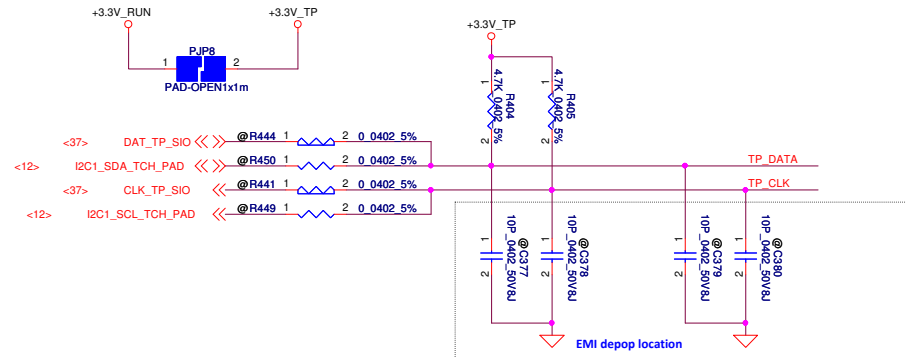 +3.3V_RUN +3.3V_TP
PJP8
1 2
PAD-OPEN1x1m
+3.3V_TP
1 4.7K_0402_5% R404 2
1 4.7K_0402_5% R405 2
<37> DAT_TP_SIO @R444 1 2 0_0402_5%
<12> I2C1_SDA_TCH_PAD @R450 1 2 0_0402_5% TP_DATA
<37> CLK_TP_SIO @R441 1 2 0_0402_5% TP_CLK
<12> I2C1_SCL_TCH_PAD @R449 1 2 0_0402_5%
1 2 10P_0402_50V8J @C377
1 2 10P_0402_50V8J @C378
1 2 10P_0402_50V8J @C379
1 2 10P_0402_50V8J @C380
EMI depop location